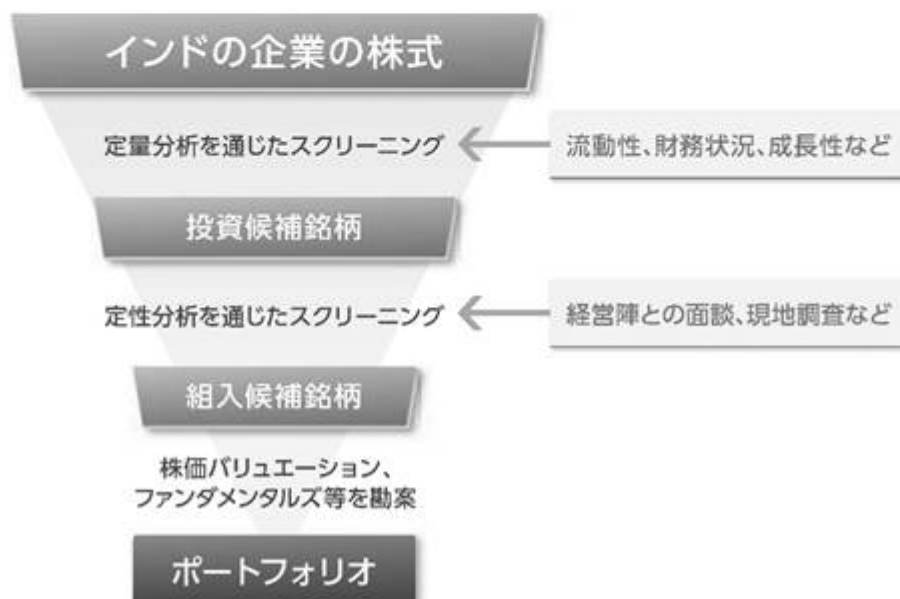 インドの企業の株式
定量分析を通じたスクリーニング
流動性、財務状況、成長性など
投資候補銘柄
定性分析を通じたスクリーニング
経営陣との面談、現地調査など
組入候補銘柄
株価バリュエーション、
ファンダメンタルズ等を勘案
ポートフォリオ